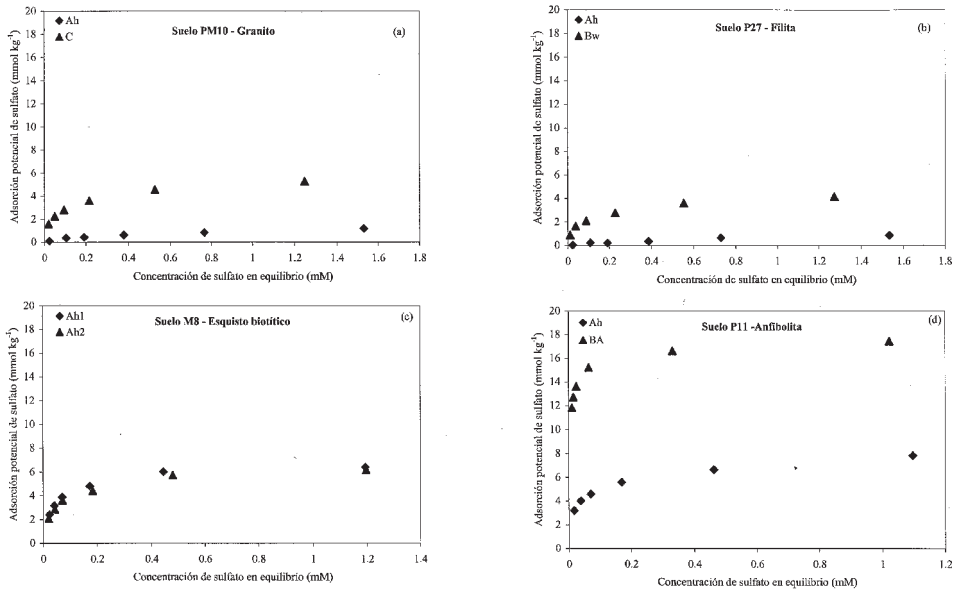 Ah
C
Suelo PM10 - Granito
(a)
Adsorción potencial de sulfato (mmol kg-1)
20
18
16
14
12
10
8
6
4
2
0
0 0.2 0.4 0.6 0.8 1 1.2 1.4 1.6 1.8
Concentración de sulfato en equilibrio (mM)
Ah
Bw
Suelo P27 - Filita
(b)
Adsorción potencial de sulfato (mmol kg-1)
20
18
16
14
12
10
8
6
4
2
0
0 0.2 0.4 0.6 0.8 1 1.2 1.4 1.6 1.8
Concentración de sulfato en equilibrio (mM)
Ah1
Ah2
Suelo M8 - Esquisto biotítico
(c)
Adsorción potencial de sulfato (mmol kg-1)
20
18
16
14
12
10
8
6
4
2
0
0 0.2 0.4 0.6 0.8 1 1.2 1.4
Concentración de sulfato en equilibrio (mM)
Ah
BA
Suelo P11 -Anfibolita
(d)
Adsorción potencial de sulfato (mmol kg-1)
20
18
16
14
12
10
8
6
4
2
0
0 0.2 0.4 0.6 0.8 1 1.2
Concentración de sulfato en equilibrio (mM)